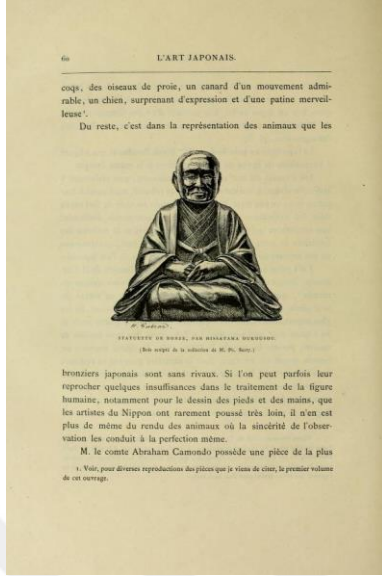 60 L'ART JAPONAIS.
coqs, des oiseaux de proie, un canard d'un mouvement admi-
rable, un chien, surprenant d'expression et d'une patine merveil-
leuse¹.
Du reste, c'est dans la représentation des animaux que les
STATUETTE DE BONZE, PAR
(Bois sculpté de la collection de M. Ph. Burty.)
bronziers japonais sont sans rivaux. Si l'on peut parfois leur
reprocher quelques insuffisances dans le traitement de la figure
humaine, notamment pour le dessin des pieds et des mains, que
les artistes du Nippon ont rarement poussé très loin, il n'en est
plus de même du rendu des animaux où la sincérité de l'obser-
vation les conduit à la perfection même.
M. le comte Abraham Camondo possède une pièce de la plus
1. Voir, pour diverses reproductions des pièces que je viens de citer, le premier volume
de cet ouvrage.